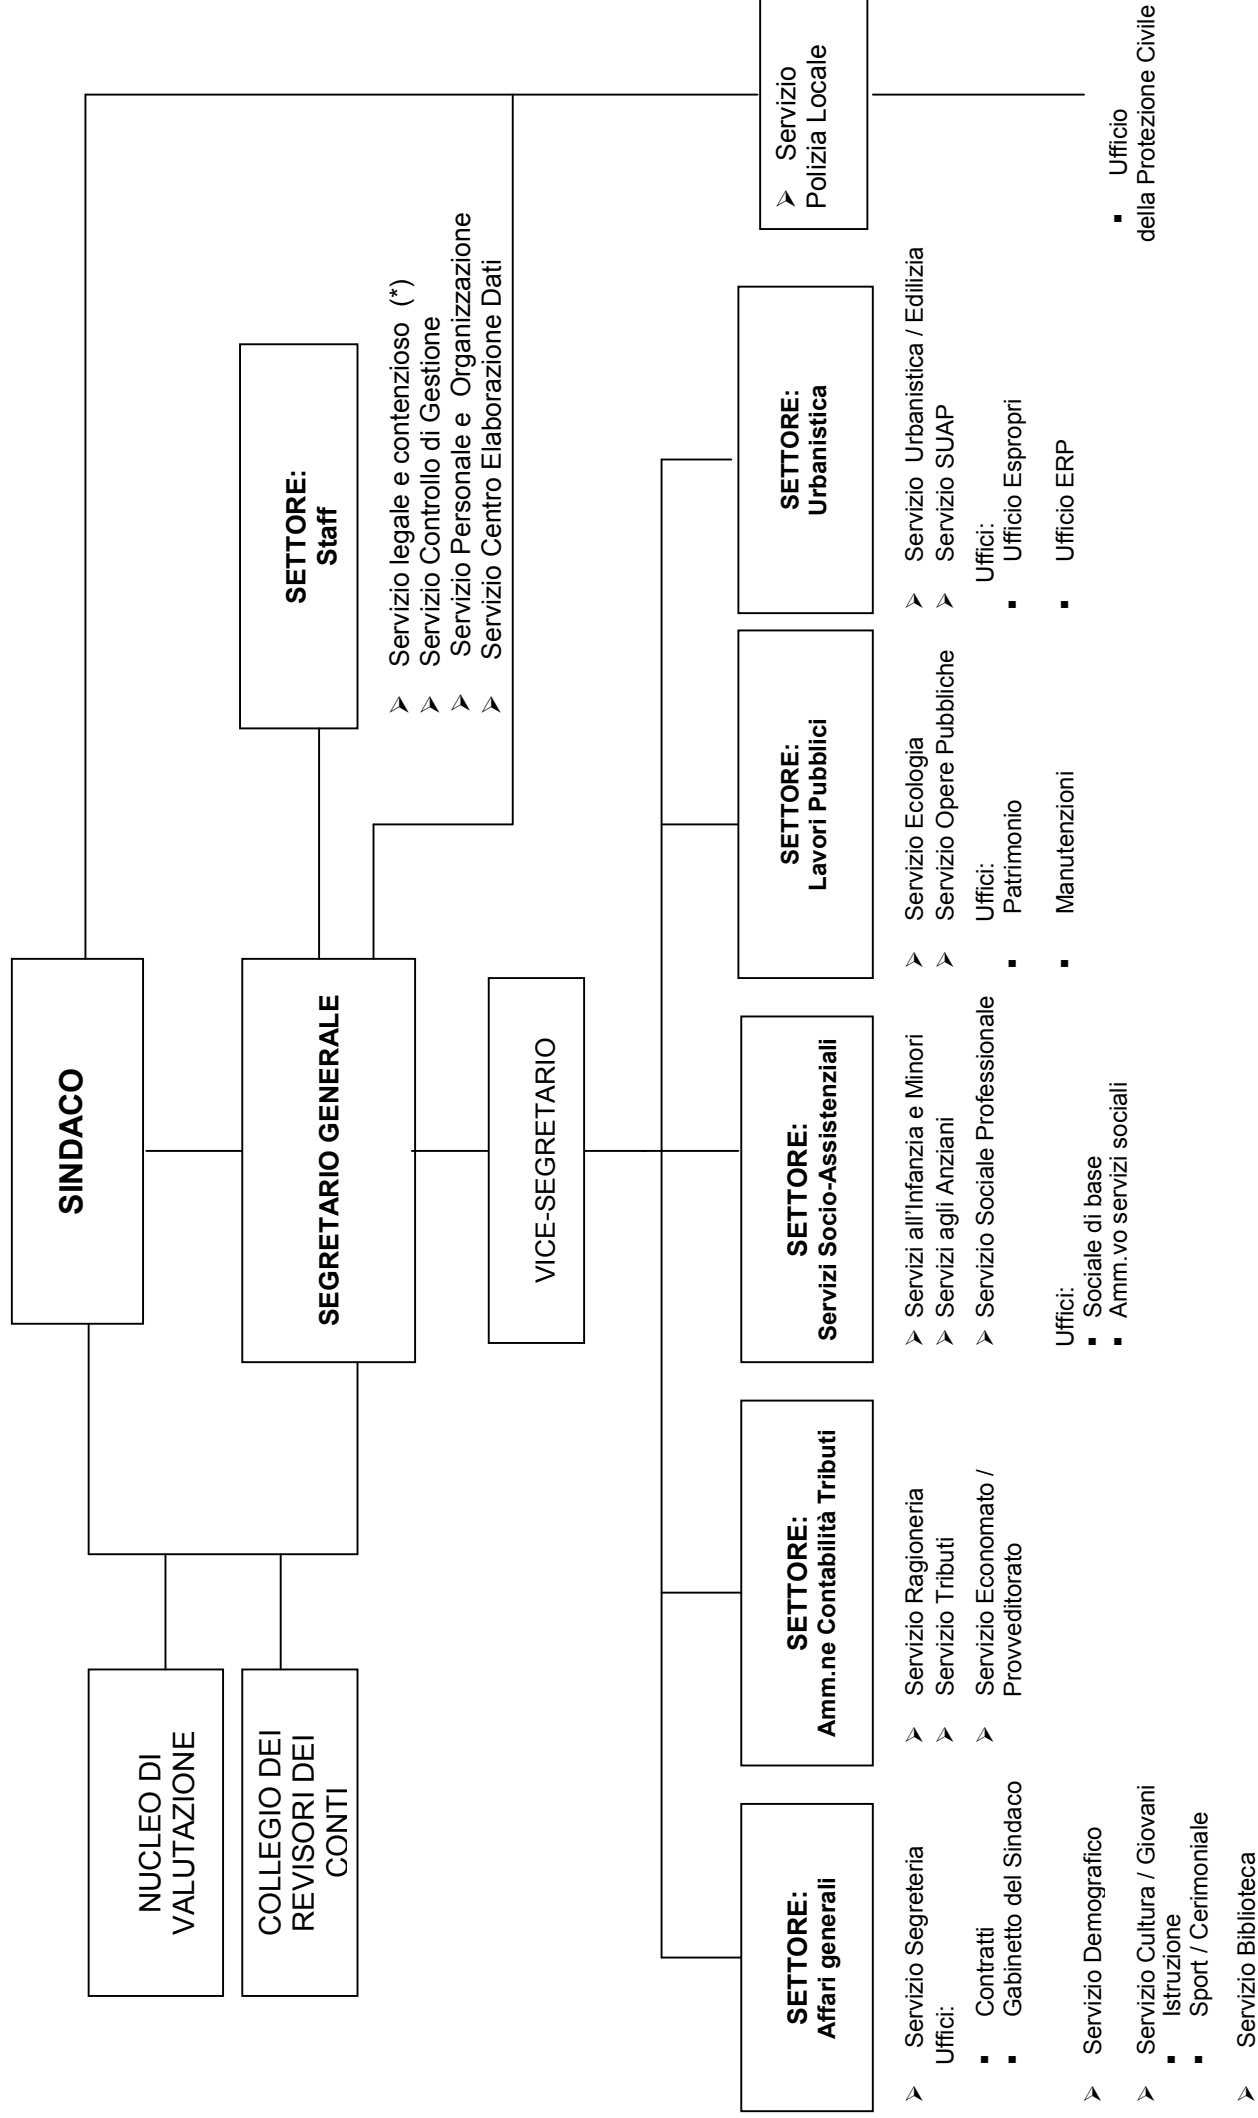 SINDACO
NUCLEO DI
VALUTAZIONE
COLLEGIO DEI
REVISORI DEI
CONTI
SEGRETARIO GENERALE
SETTORE:
Staff
➢ Servizio legale e contenzioso (*)
➢ Servizio Controllo di Gestione
➢ Servizio Personale e Organizzazione
➢ Servizio Centro Elaborazione Dati
VICE-SEGRETARIO
SETTORE:
Affari generali
➢ Servizio Segreteria
Uffici:
▪ Contratti
▪ Gabinetto del Sindaco
➢ Servizio Demografico
➢ Servizio Cultura / Giovani
▪ Istruzione
▪ Sport / Cerimoniale
➢ Servizio Biblioteca
SETTORE:
Amm.ne Contabilità Tributi
➢ Servizio Ragioneria
➢ Servizio Tributi
➢ Servizio Economato /
Provveditorato
SETTORE:
Servizi Socio-Assistenziali
➢ Servizi all'Infanzia e Minori
➢ Servizi agli Anziani
➢ Servizio Sociale Professionale
Uffici:
▪ Sociale di base
▪ Amm.vo servizi sociali
SETTORE:
Lavori Pubblici
➢ Servizio Ecologia
➢ Servizio Opere Pubbliche
Uffici:
▪ Patrimonio
▪ Manutenzioni
SETTORE:
Urbanistica
➢ Servizio Urbanistica / Edilizia
➢ Servizio SUAP
Uffici:
▪ Ufficio Espropri
▪ Ufficio ERP
➢ Servizio
Polizia Locale
▪ Ufficio
della Protezione Civile